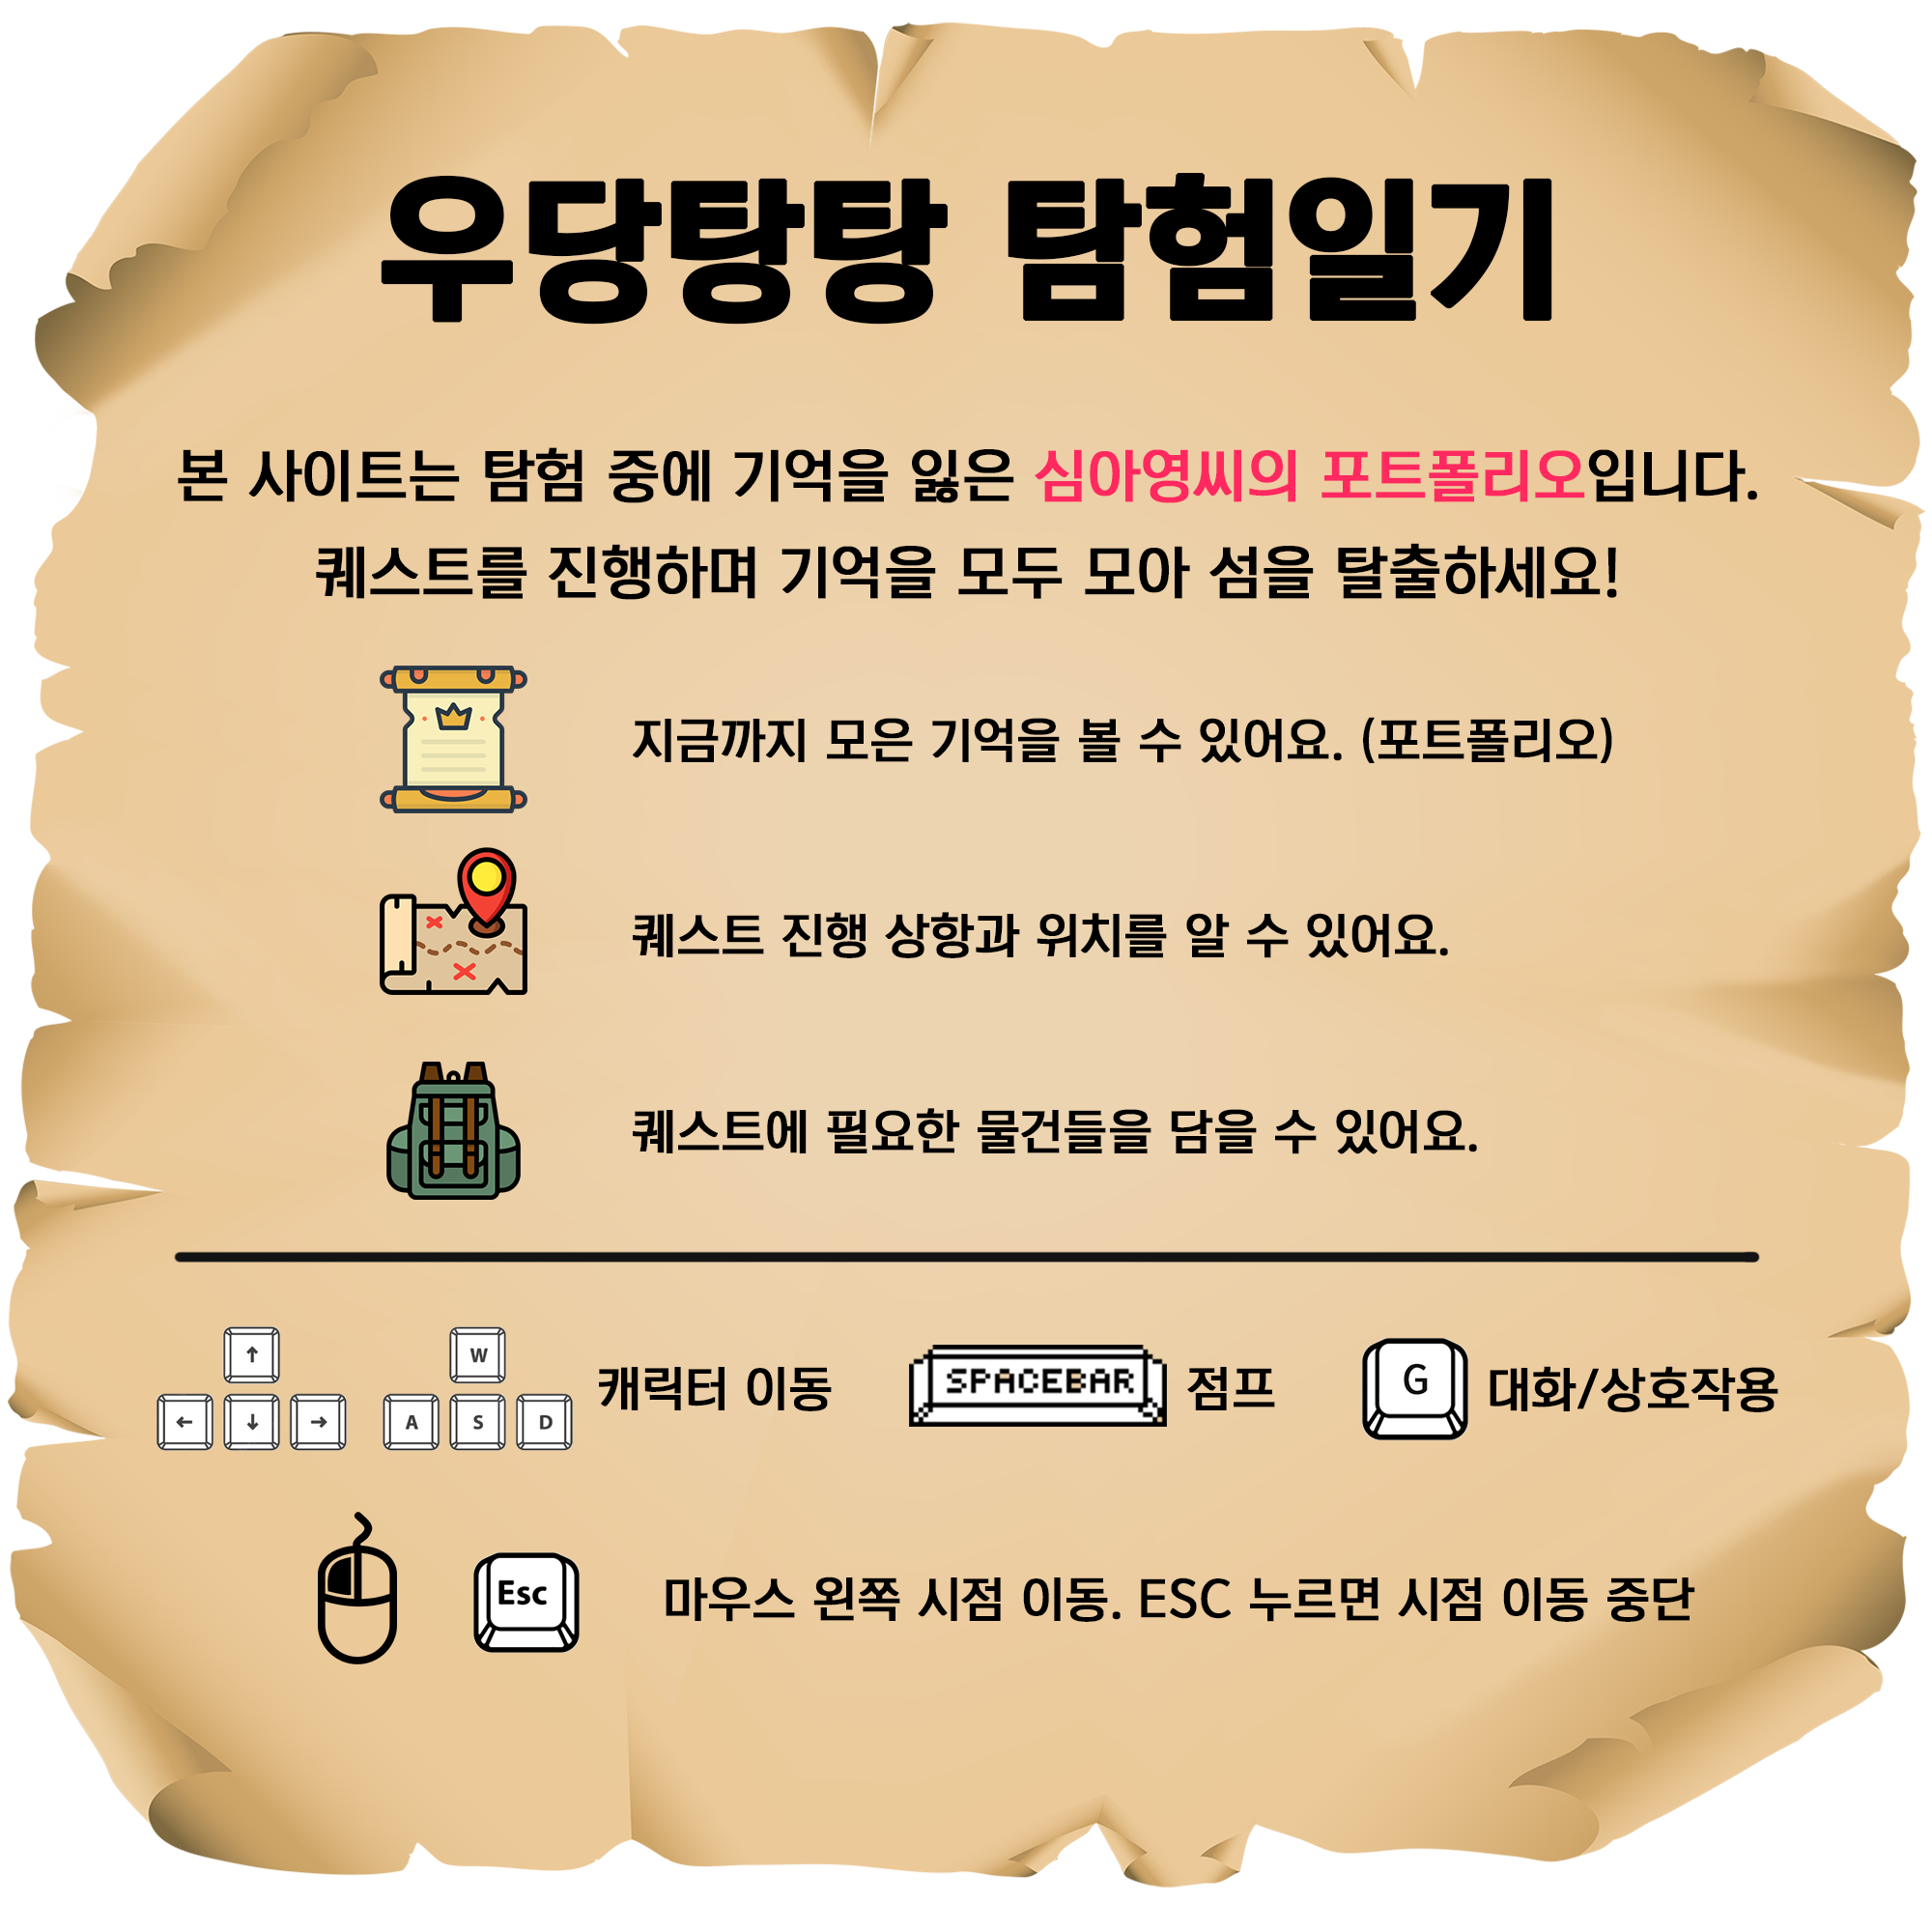 우당탕탕 탐험일기
본 사이트는 탐험 중에 기억을 잃은 심아영씨의 포트폴리오입니다.
퀘스트를 진행하며 기억을 모두 모아 섬을 탈출하세요!
지금까지 모은 기억을 볼 수 있어요. (포트폴리오)
퀘스트 진행 상항과 위치를 알 수 있어요.
퀘스트에 필요한 물건들을 담을 수 있어요.
↑ W
← ↓ → A S D 캐릭터 이동 SPACEBAR 점프 G 대화/상호작용
Esc 마우스 왼쪽 시점 이동. ESC 누르면 시점 이동 중단